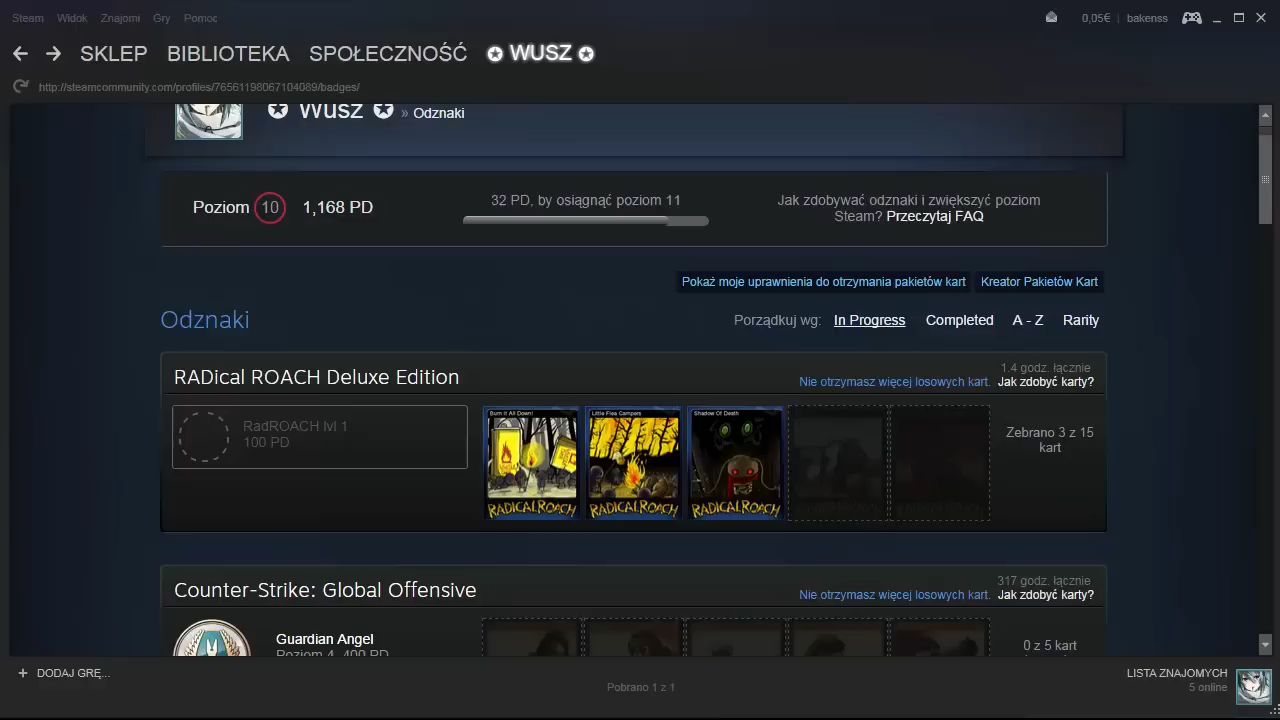 Steam Widok Znajomi Gry Pomoc
0,05€ bakenss
SKLEP BIBLIOTEKA SPOŁECZNOŚĆ WUSZ
http://steamcommunity.com/profiles/76561198067104089/badges/
Wusz » Odznaki
Poziom 10 1,168 PD
32 PD, by osiągnąć poziom 11
Jak zdobywać odznaki i zwiększyć poziom
Steam? Przeczytaj FAQ
Pokaż moje uprawnienia do otrzymania pakietów kart Kreator Pakietów Kart
Odznaki
Porządkuj wg: In Progress Completed A - Z Rarity
RADical ROACH Deluxe Edition
1.4 godz. łącznie
Nie otrzymasz więcej losowych kart. Jak zdobyć karty?
RadROACH lvl 1
100 PD
Burn It All Down!
RADICALROACH
Little Flies Campers
RADICALROACH
Shadow Of Death
RADICALROACH
Zebrano 3 z 15
kart
Counter-Strike: Global Offensive
317 godz. łącznie
Nie otrzymasz więcej losowych kart. Jak zdobyć karty?
Guardian Angel
Poziom 4, 400 PD
0 z 5 kart
+ DODAJ GRĘ...
Pobrano 1 z 1
LISTA ZNAJOMYCH
5 online